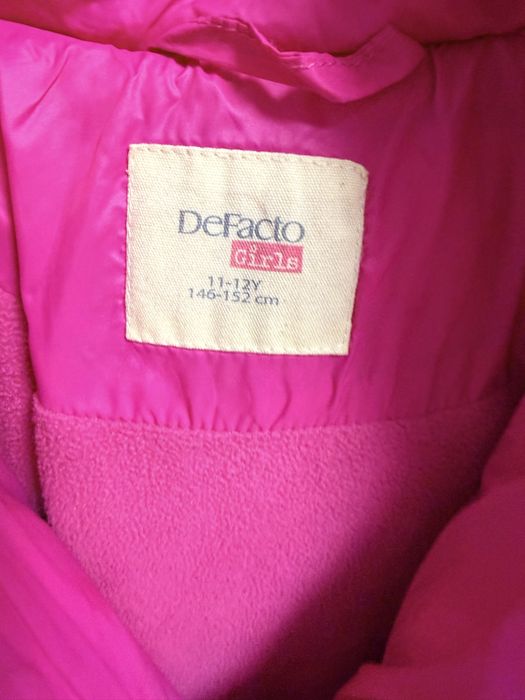 DeFacto
Girls
11-12Y
146-152 cm